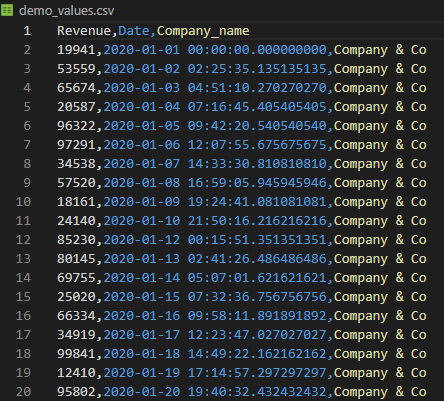 demo_values.csv
1 Revenue,Date,Company_name
2 19941,2020-01-01 00:00:00.000000000,Company & Co
3 53559,2020-01-02 02:25:35.135135135,Company & Co
4 65674,2020-01-03 04:51:10.270270270,Company & Co
5 20587,2020-01-04 07:16:45.405405405,Company & Co
6 96322,2020-01-05 09:42:20.540540540,Company & Co
7 97291,2020-01-06 12:07:55.675675675,Company & Co
8 34538,2020-01-07 14:33:30.810810810,Company & Co
9 57520,2020-01-08 16:59:05.945945946,Company & Co
10 18161,2020-01-09 19:24:41.081081081,Company & Co
11 24140,2020-01-10 21:50:16.216216216,Company & Co
12 85230,2020-01-12 00:15:51.351351351,Company & Co
13 80145,2020-01-13 02:41:26.486486486,Company & Co
14 69755,2020-01-14 05:07:01.621621621,Company & Co
15 25020,2020-01-15 07:32:36.756756756,Company & Co
16 66334,2020-01-16 09:58:11.891891892,Company & Co
17 34919,2020-01-17 12:23:47.027027027,Company & Co
18 99841,2020-01-18 14:49:22.162162162,Company & Co
19 12410,2020-01-19 17:14:57.297297297,Company & Co
20 95802,2020-01-20 19:40:32.432432432,Company & Co